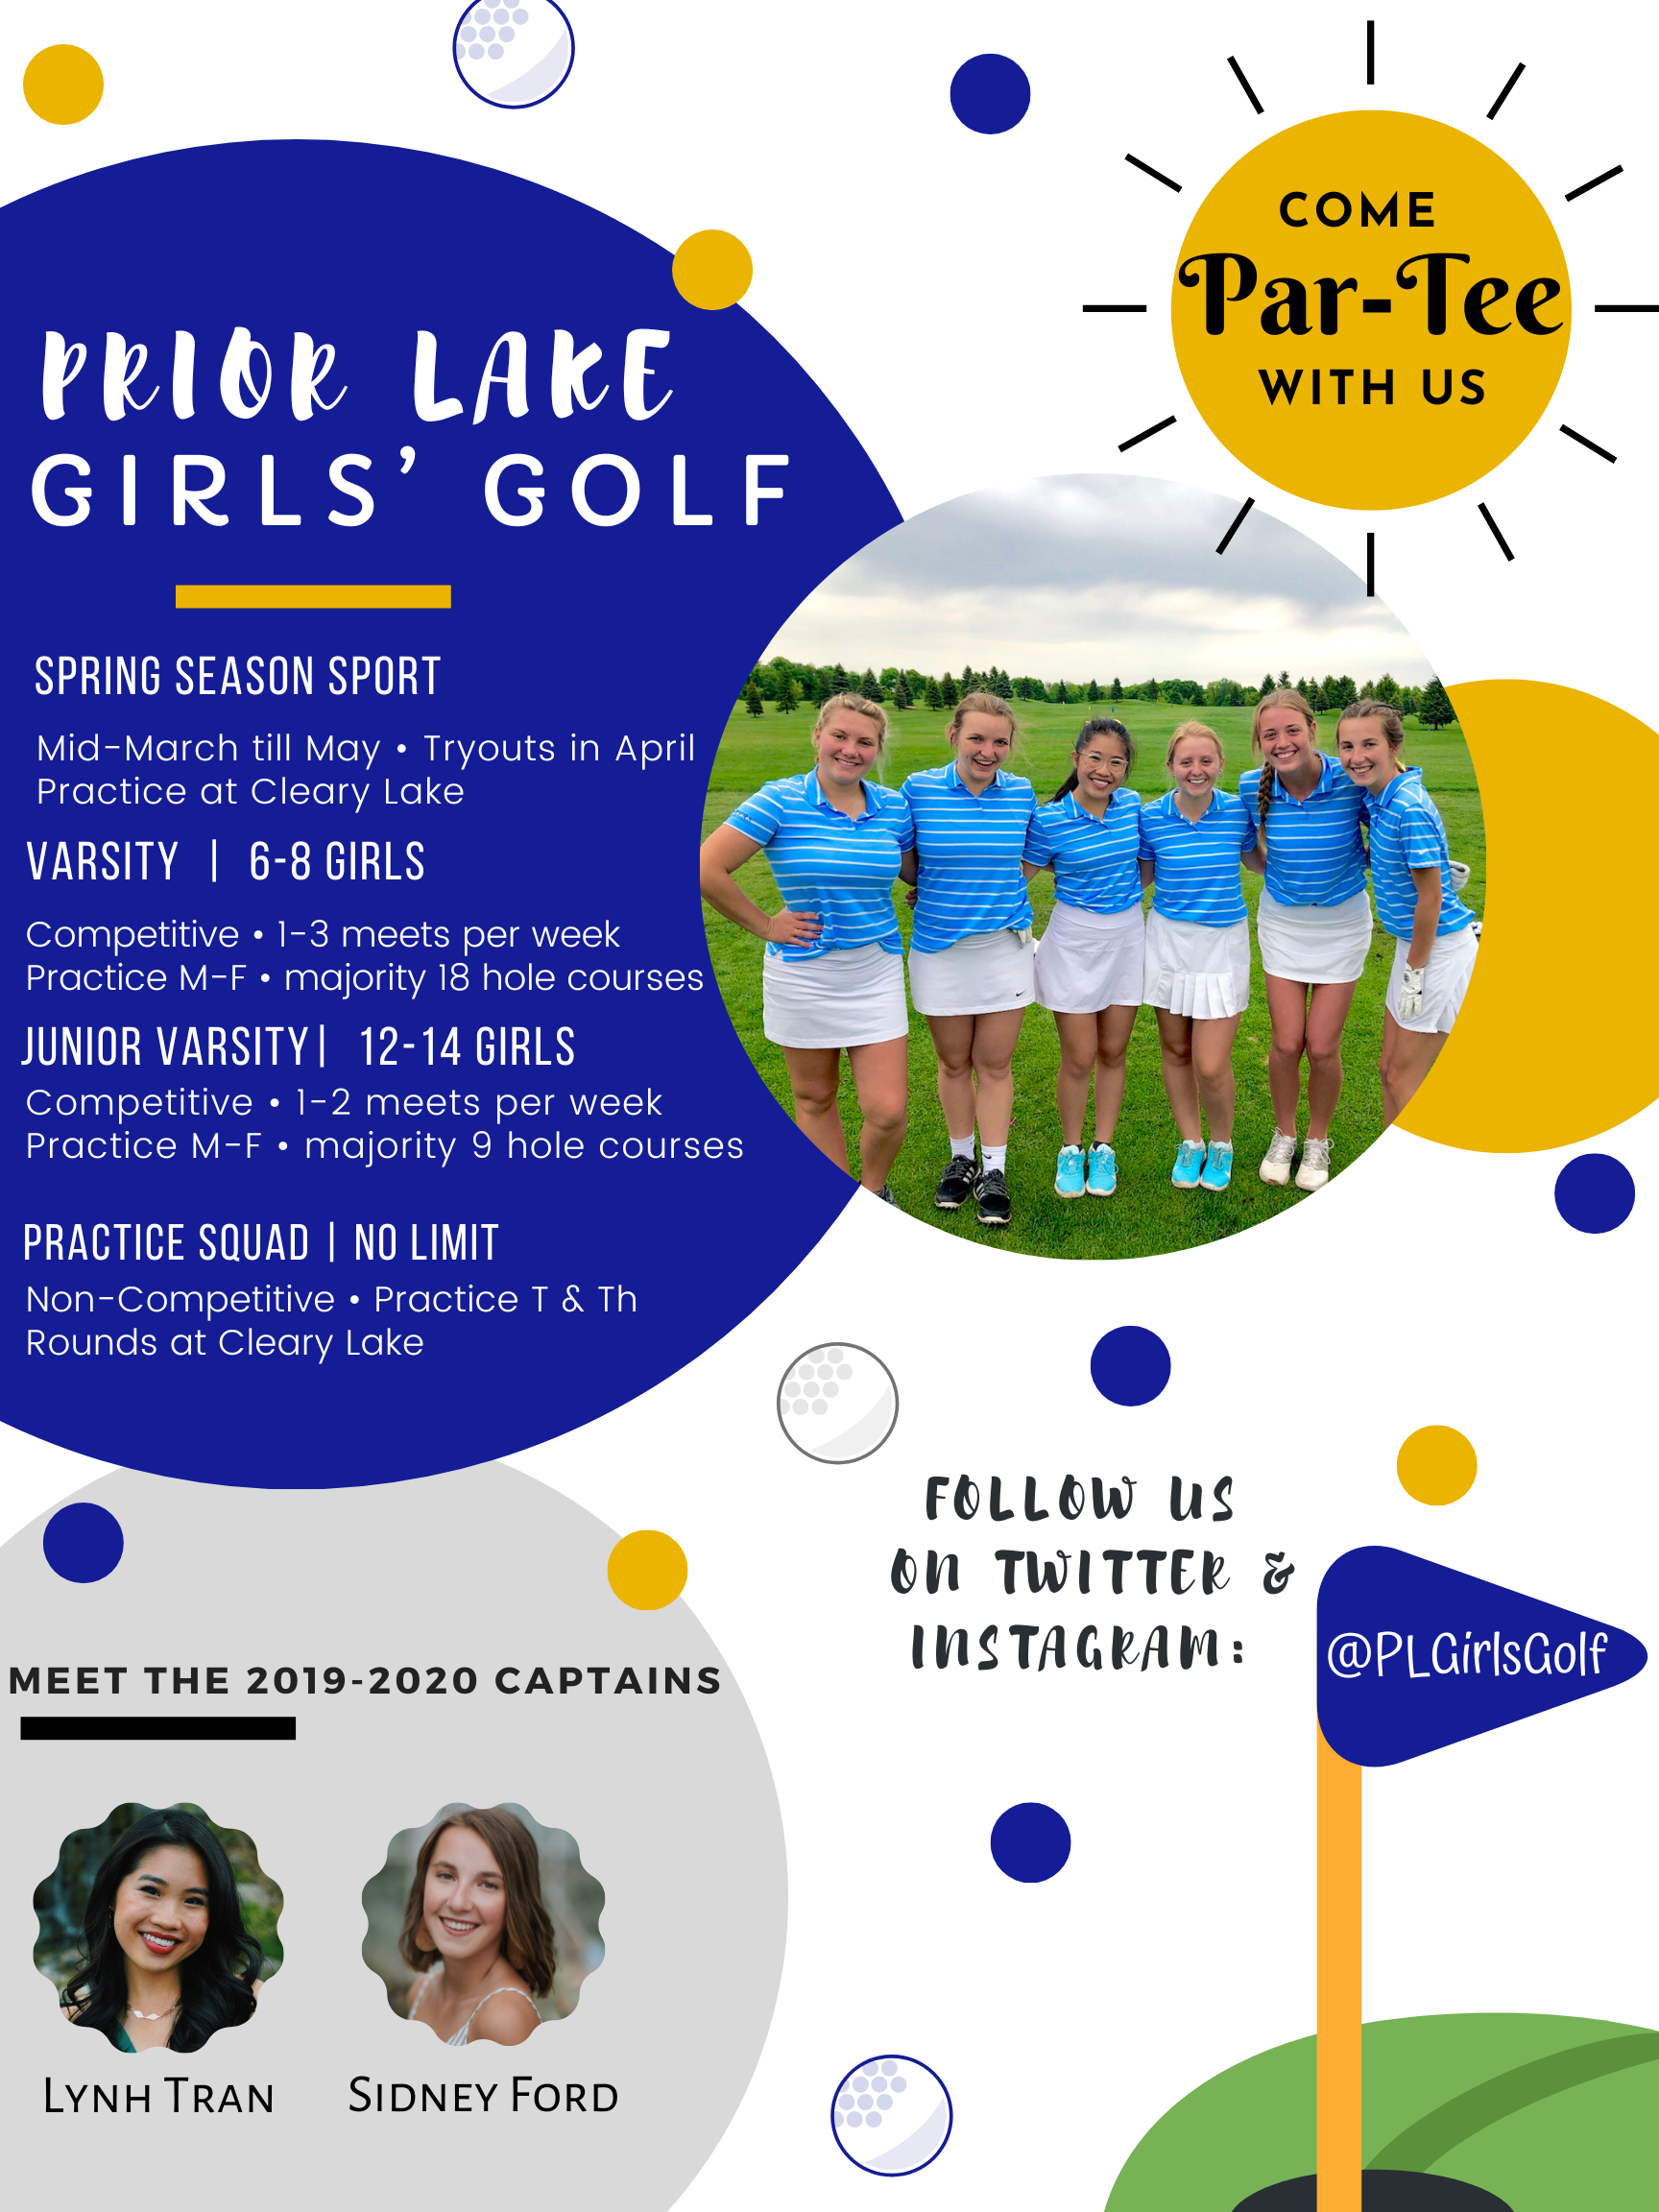 COME
Par-Tee
WITH US
PRIOR LAKE
GIRLS' GOLF
SPRING SEASON SPORT
Mid-March till May • Tryouts in April
Practice at Cleary Lake
VARSITY | 6-8 GIRLS
Competitive • 1-3 meets per week
Practice M-F • majority 18 hole courses
JUNIOR VARSITY| 12-14 GIRLS
Competitive • 1-2 meets per week
Practice M-F • majority 9 hole courses
PRACTICE SQUAD | NO LIMIT
Non-Competitive • Practice T & Th
Rounds at Cleary Lake
FOLLOW US
ON TWITTER &
INSTAGRAM:
@PLGirlsGolf
MEET THE 2019-2020 CAPTAINS
LYNH TRAN
SIDNEY FORD